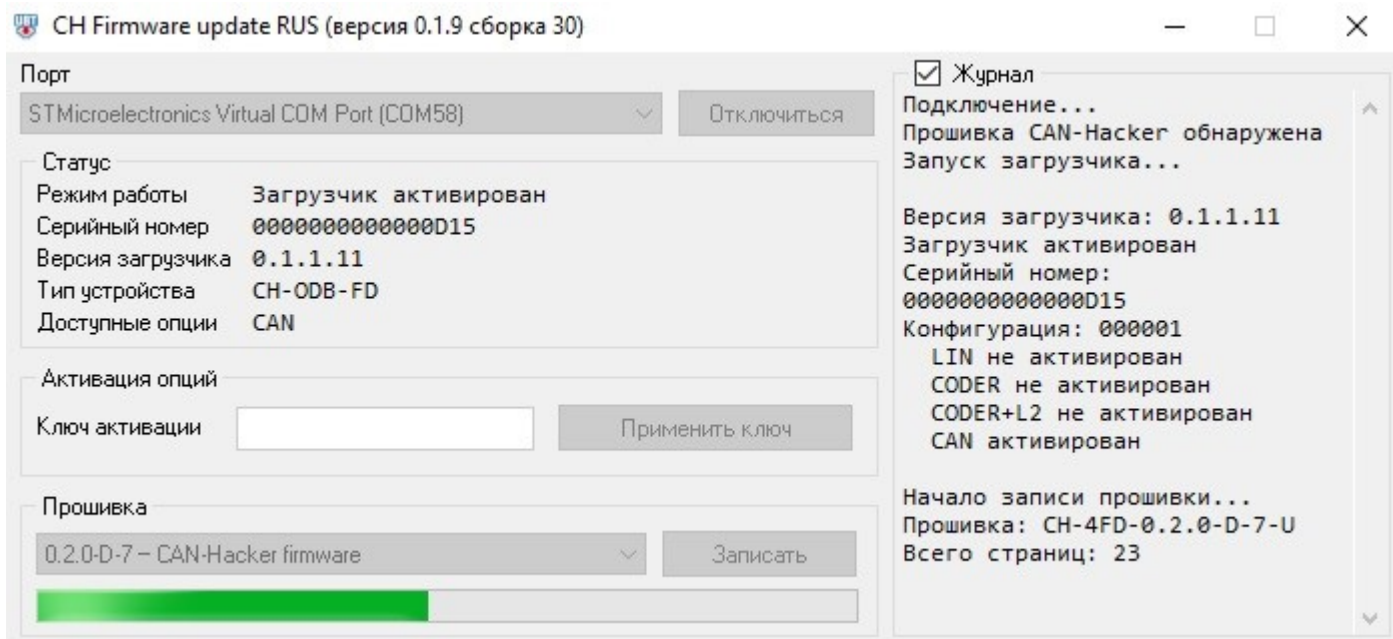 CH Firmware update RUS (версия 0.1.9 сборка 30)
Порт
STMicroelectronics Virtual COM Port (COM58)
Отключиться
Статус
Режим работы Загрузчик активирован
Серийный номер 0000000000000D15
Версия загрузчика 0.1.1.11
Тип устройства CH-ODB-FD
Доступные опции CAN
Активация опций
Ключ активации
Применить ключ
Прошивка
0.2.0-D-7 – CAN-Hacker firmware
Записать
Журнал
Подключение...
Прошивка CAN-Hacker обнаружена
Запуск загрузчика...
Версия загрузчика: 0.1.1.11
Загрузчик активирован
Серийный номер:
0000000000000D15
Конфигурация: 000001
LIN не активирован
CODER не активирован
CODER+L2 не активирован
CAN активирован
Начало записи прошивки...
Прошивка: CH-4FD-0.2.0-D-7-U
Всего страниц: 23